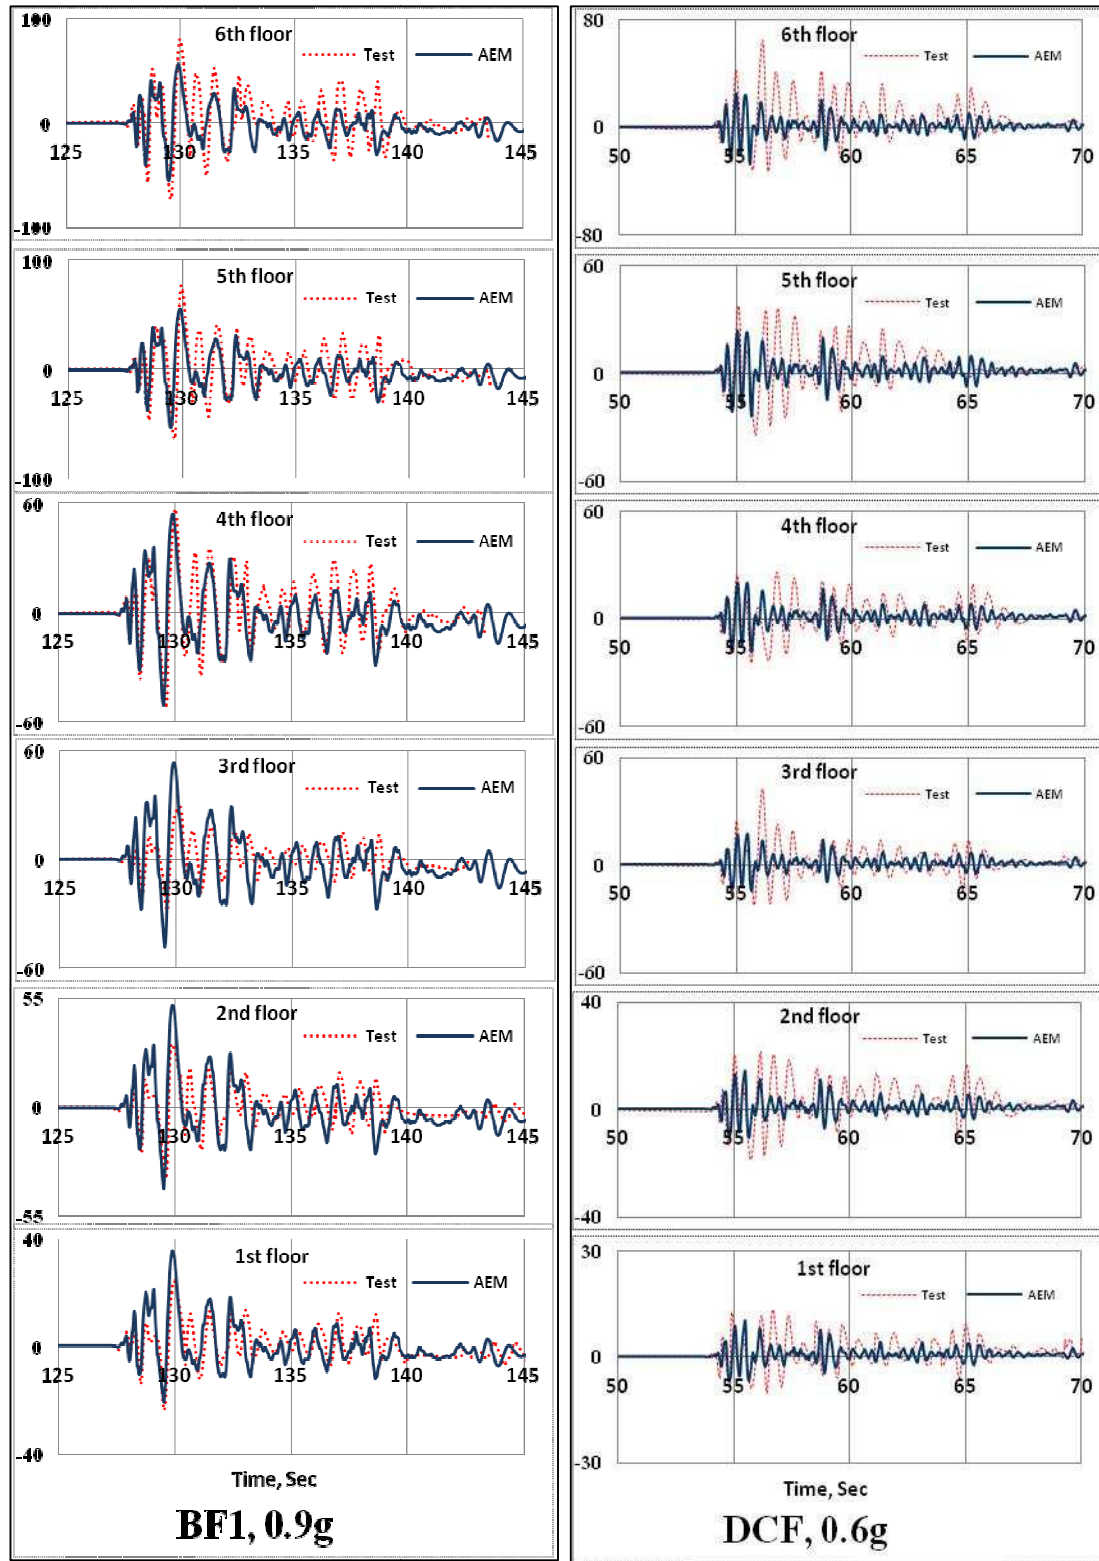 100
6th floor
Test AEM
0
125 130 135 140 145
-100
100
5th floor
Test AEM
0
125 130 135 140 145
-100
60
4th floor
Test AEM
0
125 130 135 140 145
-60
60
3rd floor
Test AEM
0
125 130 135 140 145
-60
55
2nd floor
Test AEM
0
125 130 135 140 145
-55
40
1st floor
Test AEM
0
125 130 135 140 145
-40
Time, Sec
BF1, 0.9g
80
6th floor
Test AEM
0
50 55 60 65 70
-80
60
5th floor
Test AEM
0
50 55 60 65 70
-60
60
4th floor
Test AEM
0
50 55 60 65 70
-60
60
3rd floor
Test AEM
0
50 55 60 65 70
-60
40
2nd floor
Test AEM
0
50 55 60 65 70
-40
30
1st floor
Test AEM
0
50 55 60 65 70
-30
Time, Sec
DCF, 0.6g